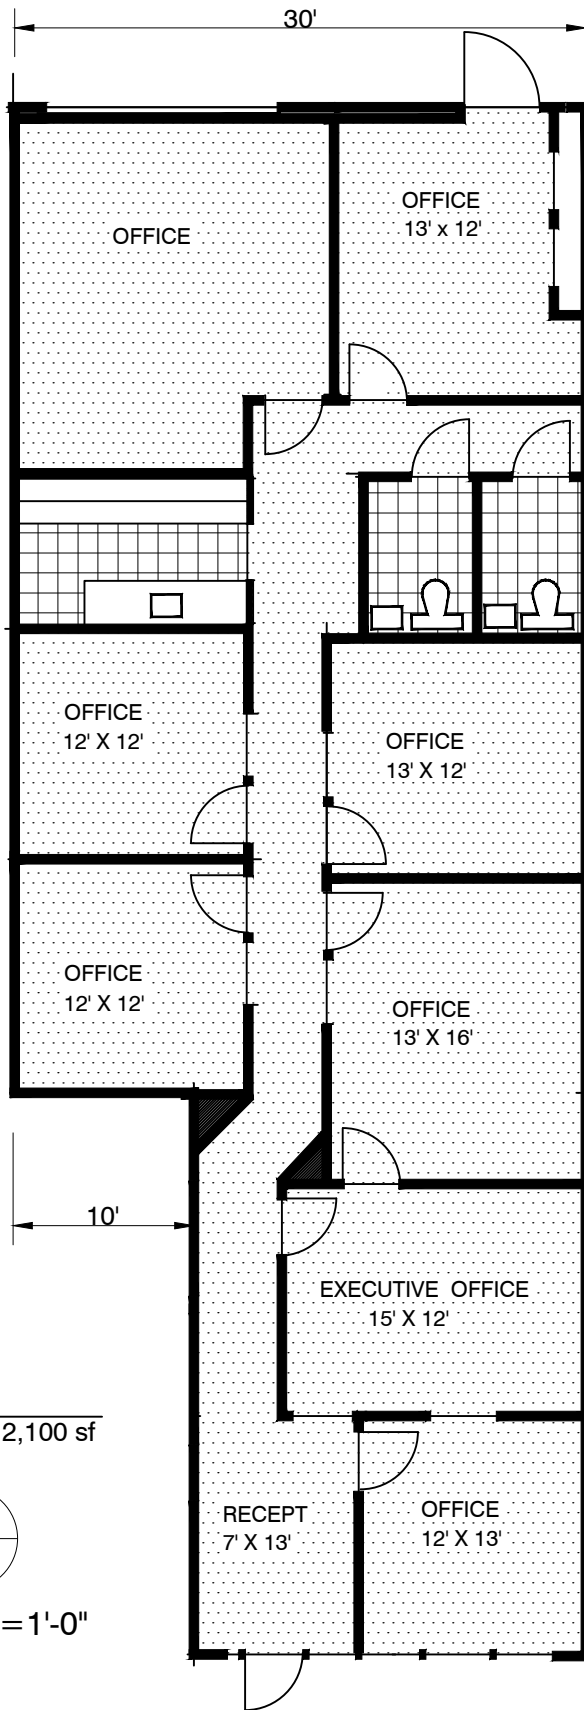 30'
OFFICE
13' x 12'
OFFICE
OFFICE
12' X 12'
OFFICE
13' X 12'
OFFICE
12' X 12'
OFFICE
13' X 16'
10'
EXECUTIVE OFFICE
15' X 12'
2,100 sf
RECEPT
7' X 13'
OFFICE
12' X 13'
=1'-0"